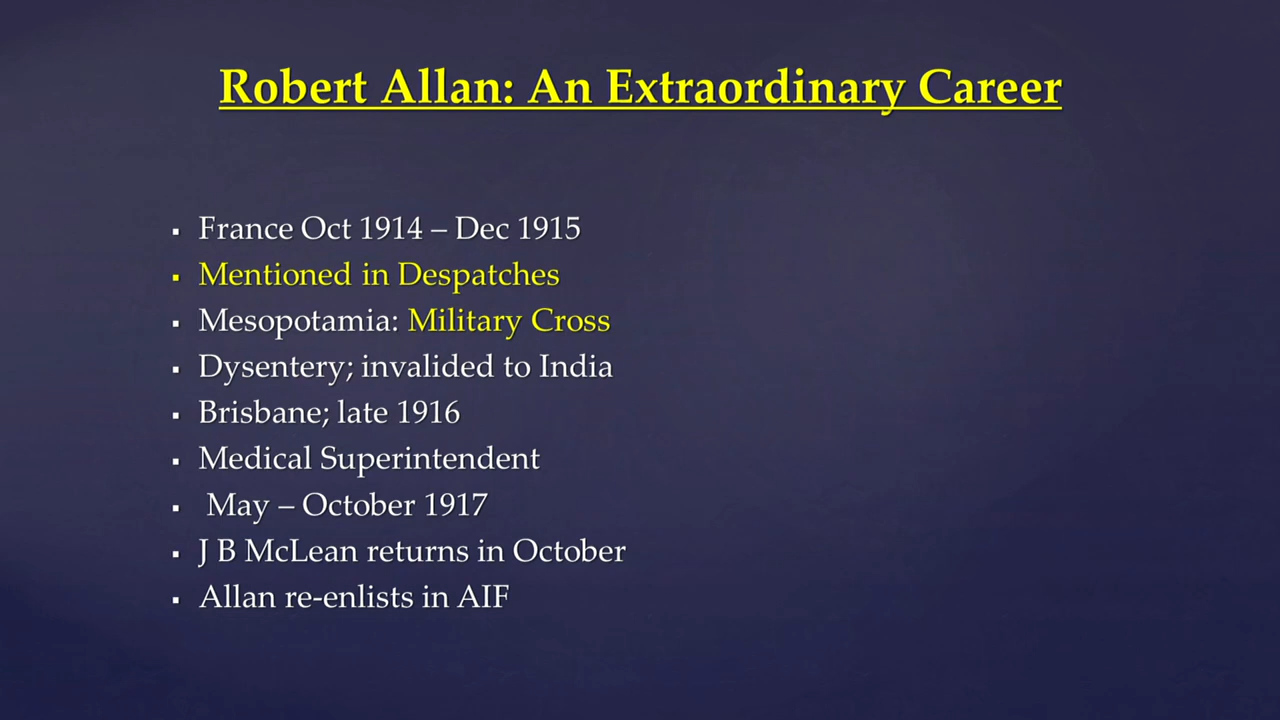 Robert Allan: An Extraordinary Career
▪ France Oct 1914 – Dec 1915
▪ Mentioned in Despatches
▪ Mesopotamia: Military Cross
▪ Dysentery; invalided to India
▪ Brisbane; late 1916
▪ Medical Superintendent
▪ May – October 1917
▪ J B McLean returns in October
▪ Allan re-enlists in AIF